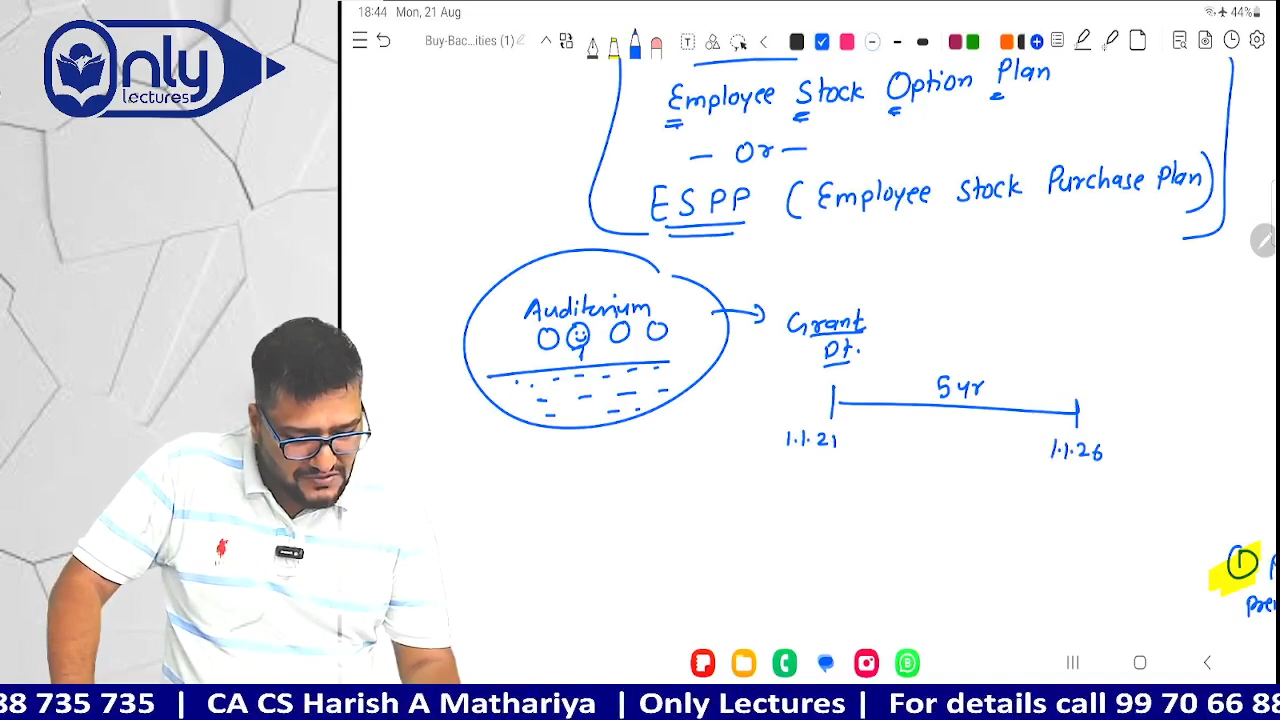 18:44 Mon, 21 Aug
44%
Only
lectures
Buy-Bac...ities (1)
Employee Stock Option Plan
— Or —
ESPP (Employee Stock Purchase Plan)
Auditorium
Grant
Dt.
5 yr
1.1.21
1.1.26
1
pre
88 735 735 | CA CS Harish A Mathariya | Only Lectures | For details call 99 70 66 88